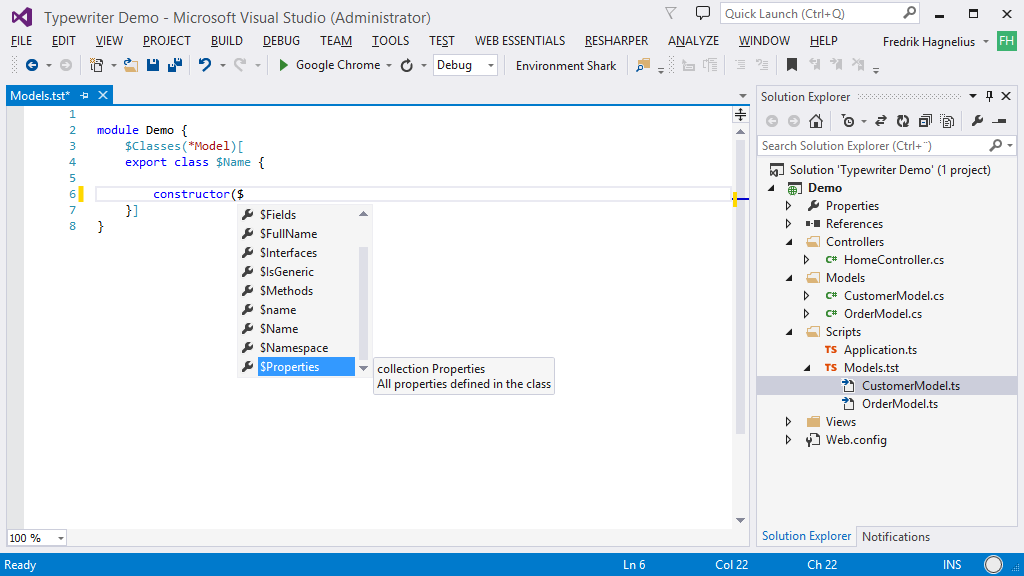 Typewriter Demo - Microsoft Visual Studio (Administrator)
Quick Launch (Ctrl+Q)
FILE EDIT VIEW PROJECT BUILD DEBUG TEAM TOOLS TEST WEB ESSENTIALS RESHARPER ANALYZE WINDOW HELP
Fredrik Hagnelius FH
Google Chrome Debug Environment Shark
Models.tst*
1
2 module Demo {
3 $Classes(*Model)[
4 export class $Name {
5
6 constructor($
7 }]
8 }
$Fields
$FullName
$Interfaces
$IsGeneric
$Methods
$name
$Name
$Namespace
$Properties
collection Properties
All properties defined in the class
100 %
Solution Explorer
Search Solution Explorer (Ctrl+¨)
Solution 'Typewriter Demo' (1 project)
Demo
Properties
References
Controllers
C# HomeController.cs
Models
C# CustomerModel.cs
C# OrderModel.cs
Scripts
TS Application.ts
TS Models.tst
CustomerModel.ts
OrderModel.ts
Views
Web.config
Solution Explorer Notifications
Ready Ln 6 Col 22 Ch 22 INS